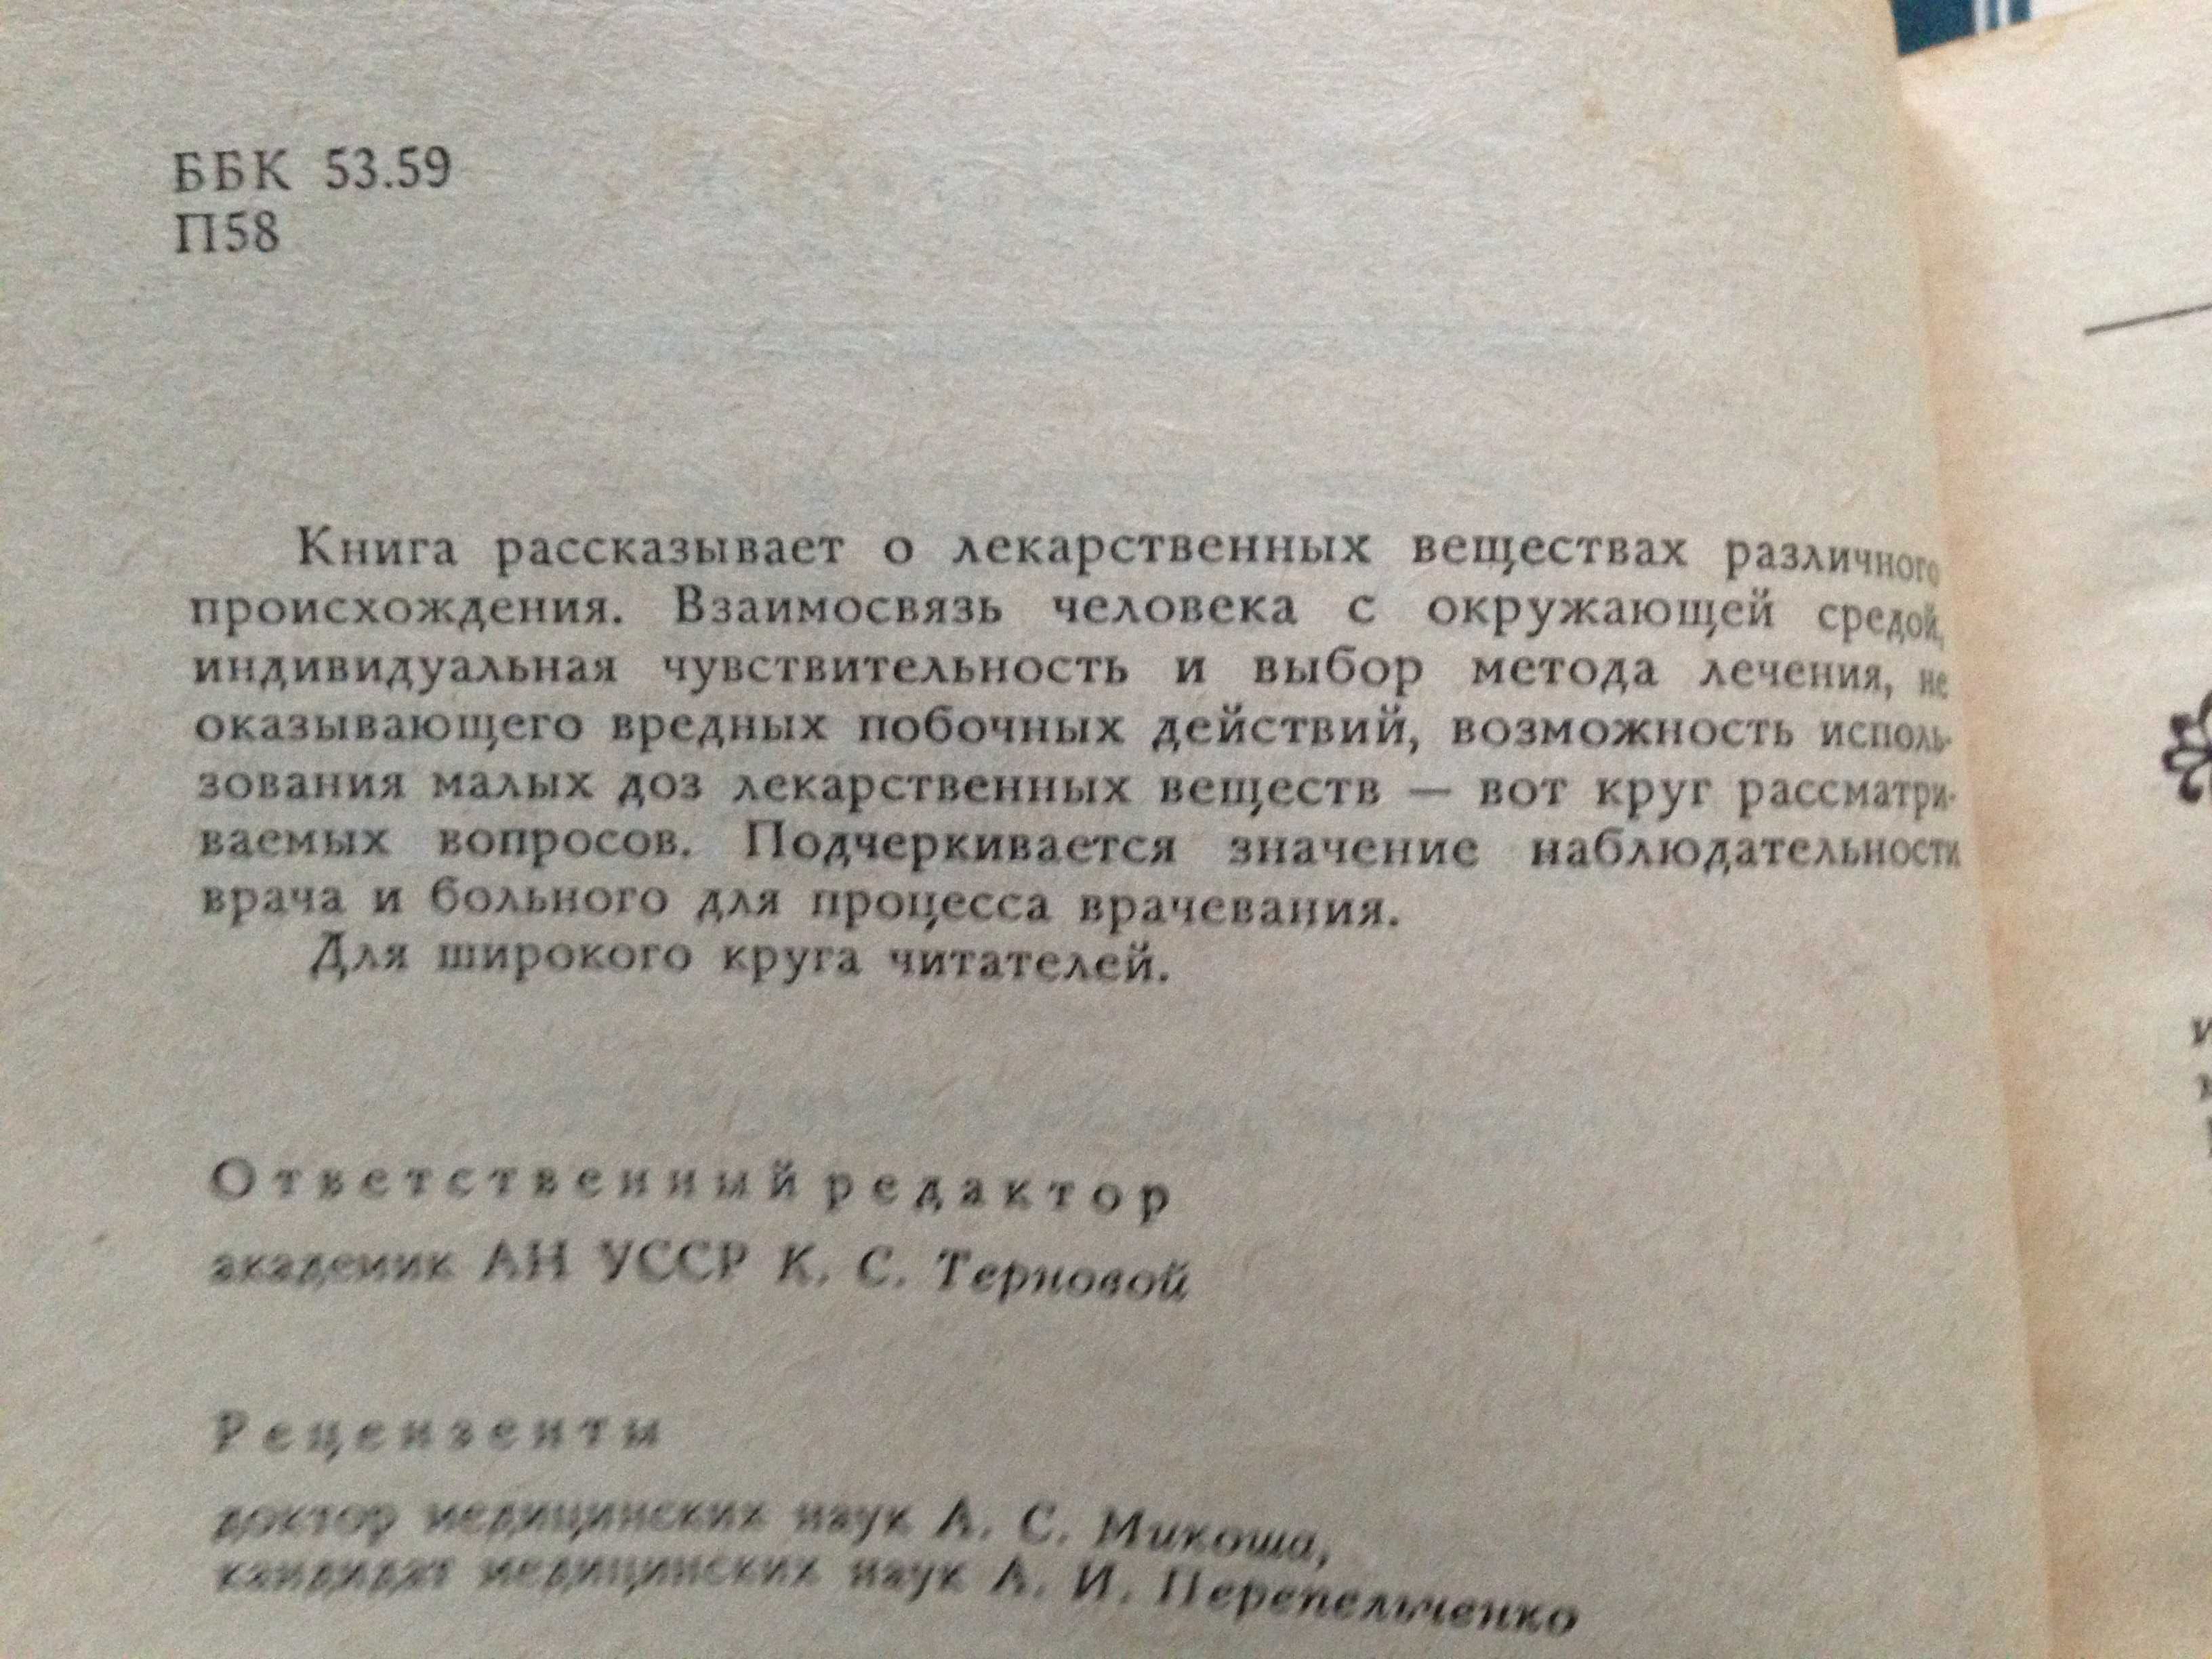 ББК 53.59
П58
Книга рассказывает о лекарственных веществах различного
происхождения. Взаимосвязь человека с окружающей средой,
индивидуальная чувствительность и выбор метода лечения, не
оказывающего вредных побочных действий, возможность исполь-
зования малых доз лекарственных веществ — вот круг рассматри-
ваемых вопросов. Подчеркивается значение наблюдательности
врача и больного для процесса врачевания.
Для широкого круга читателей.
Ответственный редактор
академик АН УССР К. С. Терновой
Рецензенты
доктор медицинских наук А. С. Микоша,
кандидат медицинских наук А. И. Перепельченко